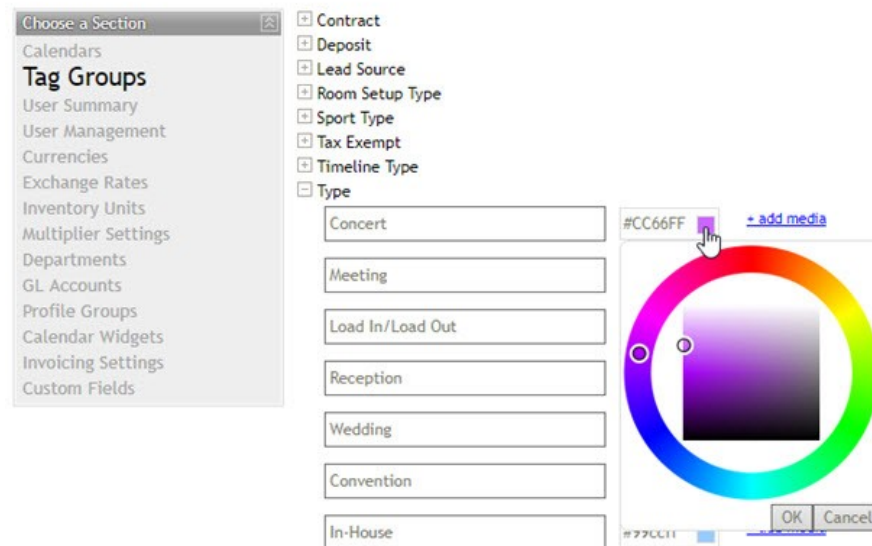 Choose a Section
Calendars
Tag Groups
User Summary
User Management
Currencies
Exchange Rates
Inventory Units
Multiplier Settings
Departments
GL Accounts
Profile Groups
Calendar Widgets
Invoicing Settings
Custom Fields
Contract
Deposit
Lead Source
Room Setup Type
Sport Type
Tax Exempt
Timeline Type
Type
Concert #CC66FF + add media
Meeting
Load In/Load Out
Reception
Wedding
Convention
OK Cancel
In-House